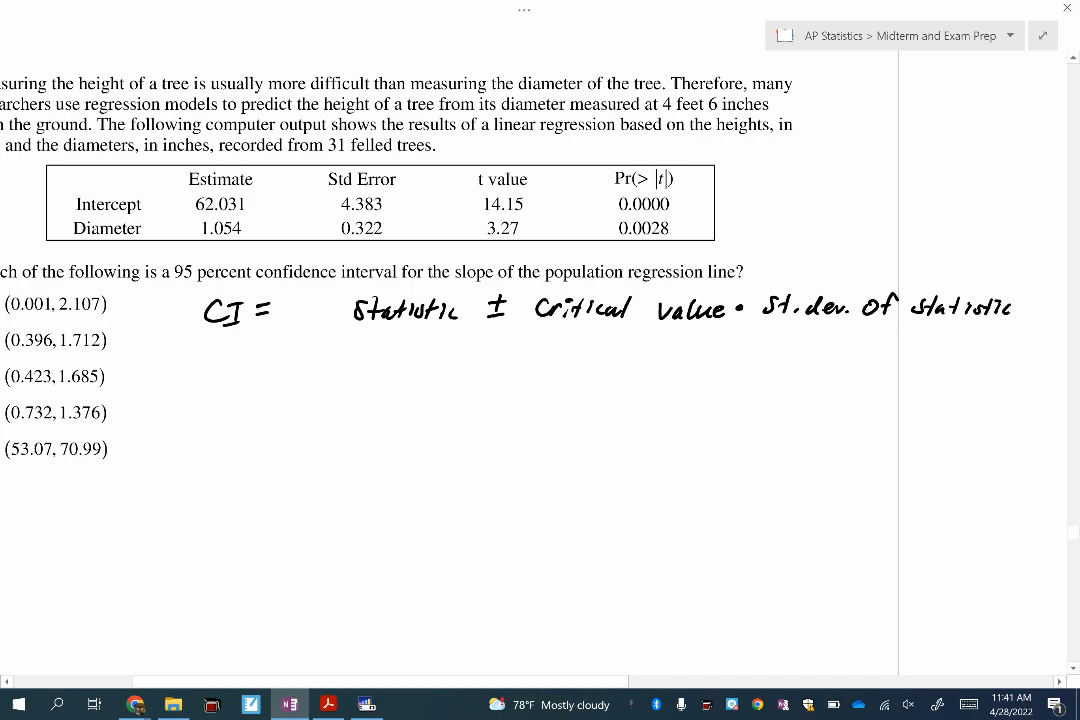 ...
AP Statistics > Midterm and Exam Prep
suring the height of a tree is usually more difficult than measuring the diameter of the tree. Therefore, many
archers use regression models to predict the height of a tree from its diameter measured at 4 feet 6 inches
n the ground. The following computer output shows the results of a linear regression based on the heights, in
and the diameters, in inches, recorded from 31 felled trees.
Estimate Std Error t value Pr(> |t|)
Intercept 62.031 4.383 14.15 0.0000
Diameter 1.054 0.322 3.27 0.0028
ch of the following is a 95 percent confidence interval for the slope of the population regression line?
(0.001, 2.107)
CI = statistic ± critical value • st. dev. of statistic
(0.396, 1.712)
(0.423, 1.685)
(0.732, 1.376)
(53.07, 70.99)
78°F Mostly cloudy
11:41 AM
4/28/2022